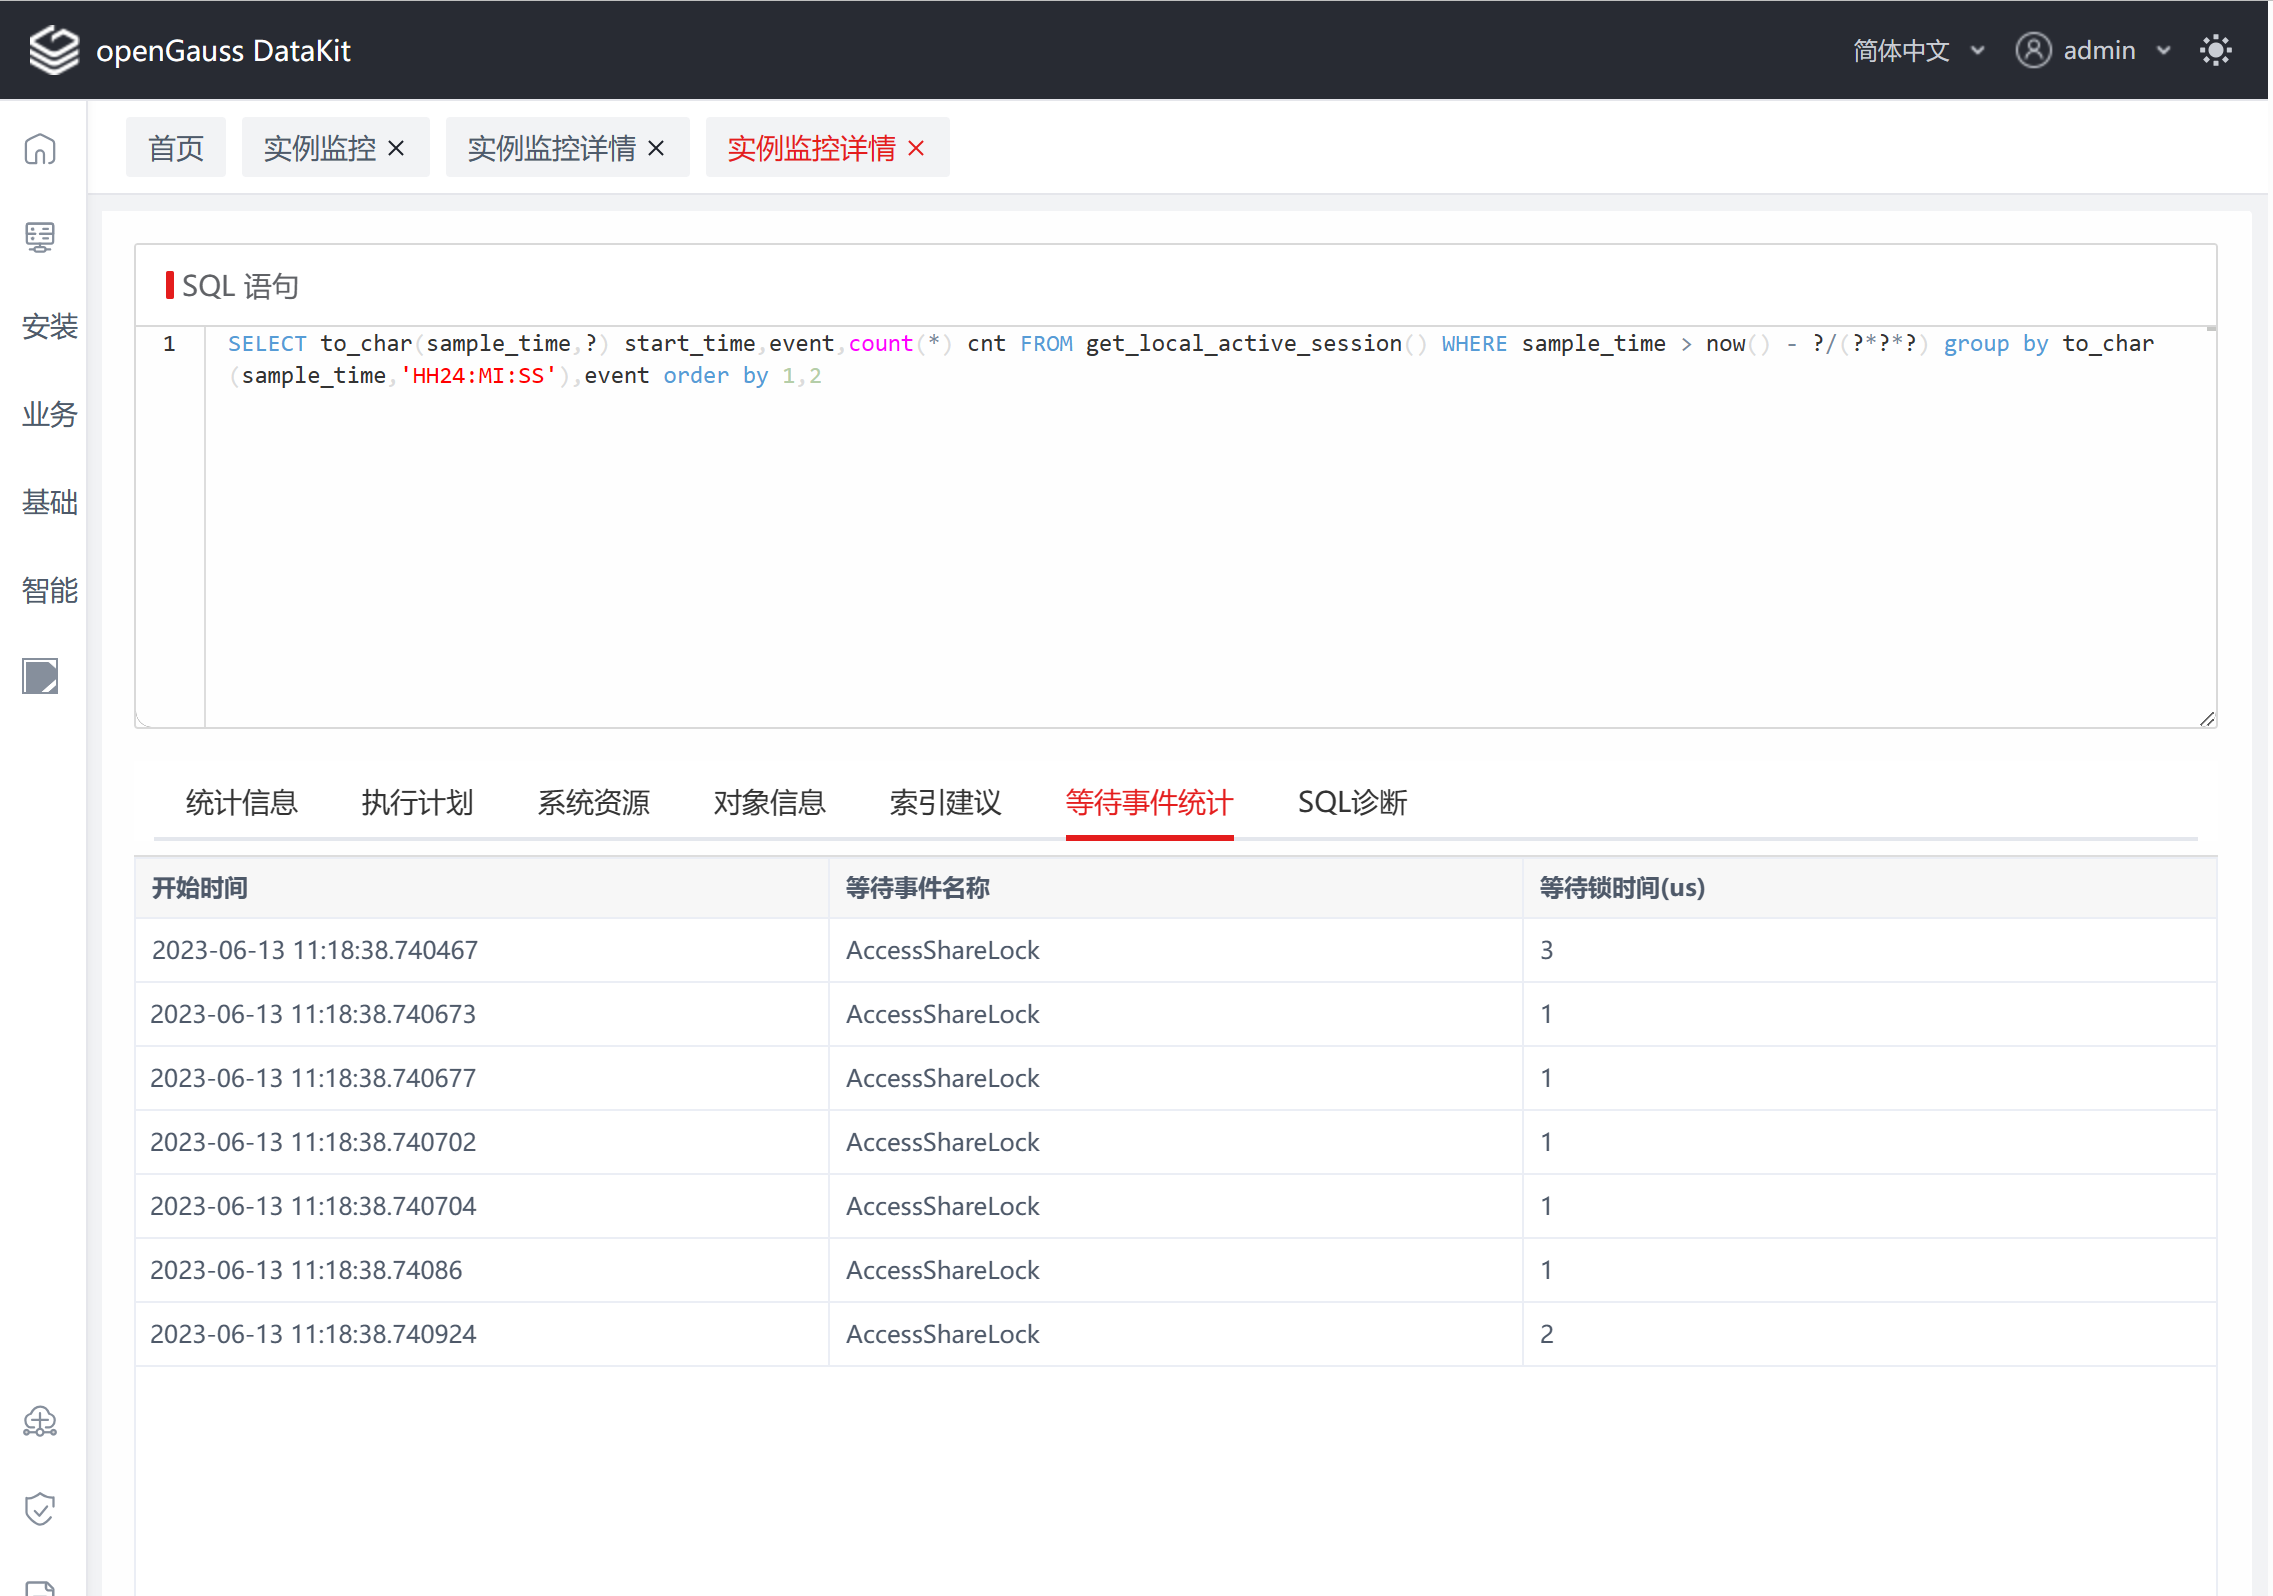 openGauss DataKit
简体中文
admin
首页
实例监控
实例监控详情
实例监控详情
安装
业务
基础
智能
SQL 语句
1
SELECT to_char(sample_time,?) start_time,event,count(*) cnt FROM get_local_active_session() WHERE sample_time > now() - ?/(?*?*?) group by to_char
(sample_time,'HH24:MI:SS'),event order by 1,2
统计信息 执行计划 系统资源 对象信息 索引建议 等待事件统计 SQL诊断
开始时间 等待事件名称 等待锁时间(us)
2023-06-13 11:18:38.740467 AccessShareLock 3
2023-06-13 11:18:38.740673 AccessShareLock 1
2023-06-13 11:18:38.740677 AccessShareLock 1
2023-06-13 11:18:38.740702 AccessShareLock 1
2023-06-13 11:18:38.740704 AccessShareLock 1
2023-06-13 11:18:38.74086 AccessShareLock 1
2023-06-13 11:18:38.740924 AccessShareLock 2